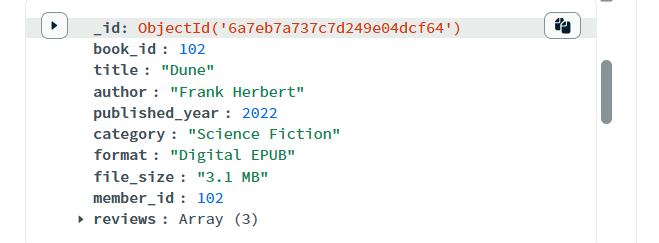 _id: ObjectId('6a7eb7a737c7d249e04dcf64')
book_id : 102
title : "Dune"
author : "Frank Herbert"
published_year : 2022
category : "Science Fiction"
format : "Digital EPUB"
file_size : "3.1 MB"
member_id : 102
reviews : Array (3)